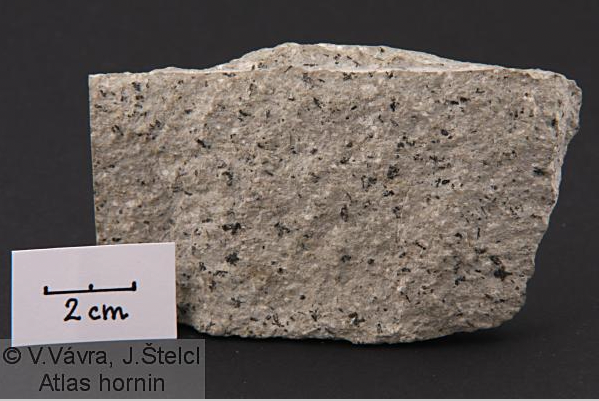 2 cm
© V.Vávra, J.Štelcl
Atlas hornin